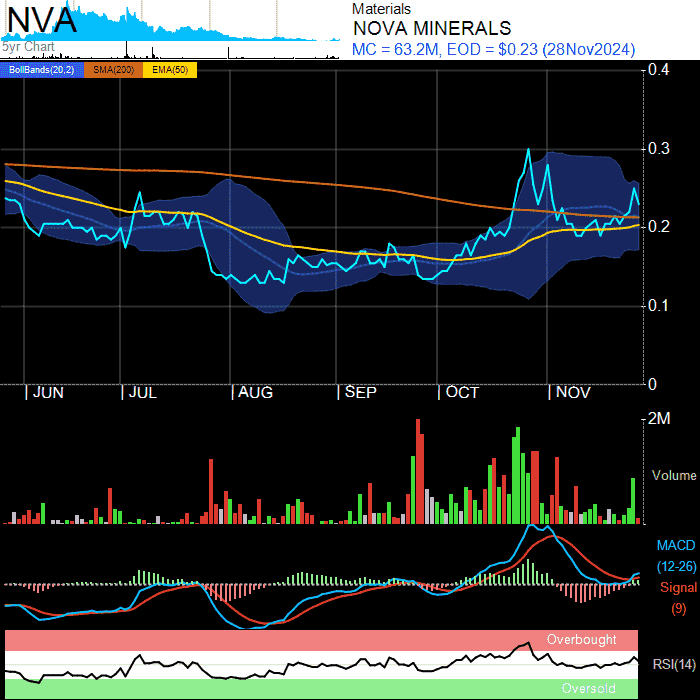 NVA
5yr Chart
Materials
NOVA MINERALS
MC = 63.2M, EOD = $0.23 (28Nov2024)
BollBands(20,2) SMA(200) EMA(50)
0.4
0.3
0.2
0.1
0
JUN JUL AUG SEP OCT NOV
2M
Volume
MACD
(12-26)
Signal
(9)
Overbought
RSI(14)
Oversold